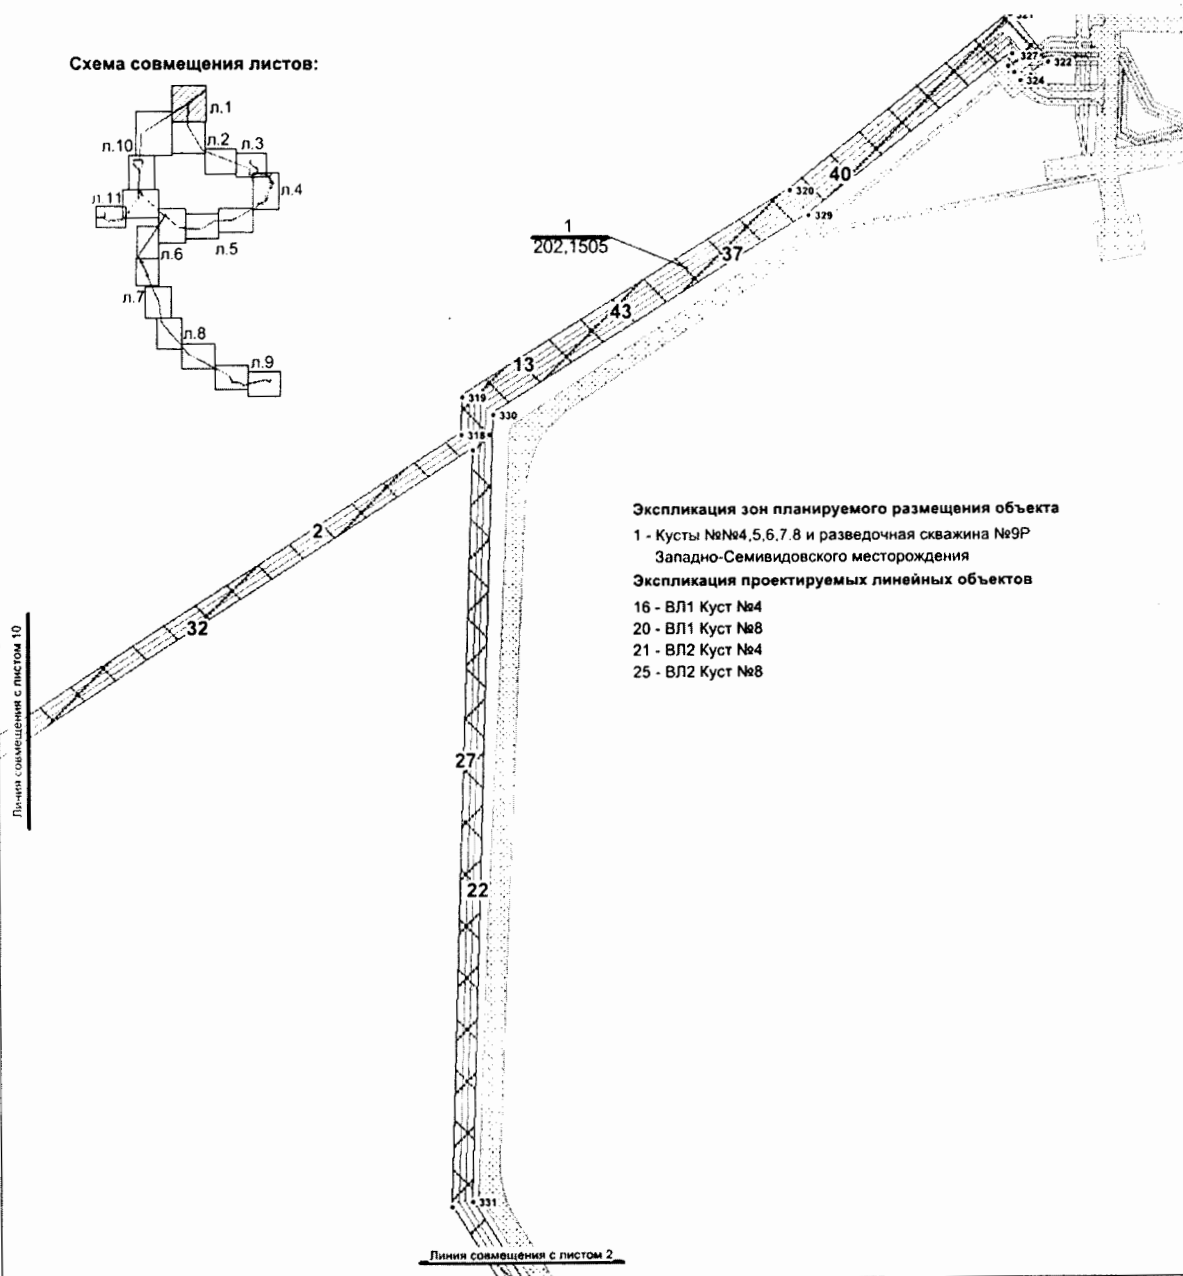 321
327
322
324
Схема совмещения листов:
л.1
л.2
л.10
л.3
л.4
л 11
л.5
л.6
л.7
л.8
л.9
320
40
329
1
202,1505
37
43
13
319
330
318
2
32
Экспликация зон планируемого размещения объекта
1 - Кусты №№4,5,6,7.8 и разведочная скважина №9Р
Западно-Семивидовского месторождения
Экспликация проектируемых линейных объектов
16 - ВЛ1 Куст №4
20 - ВЛ1 Куст №8
21 - ВЛ2 Куст №4
25 - ВЛ2 Куст №8
Линия совмещения с листом 10
27
22
331
Линия совмещения с листом 2